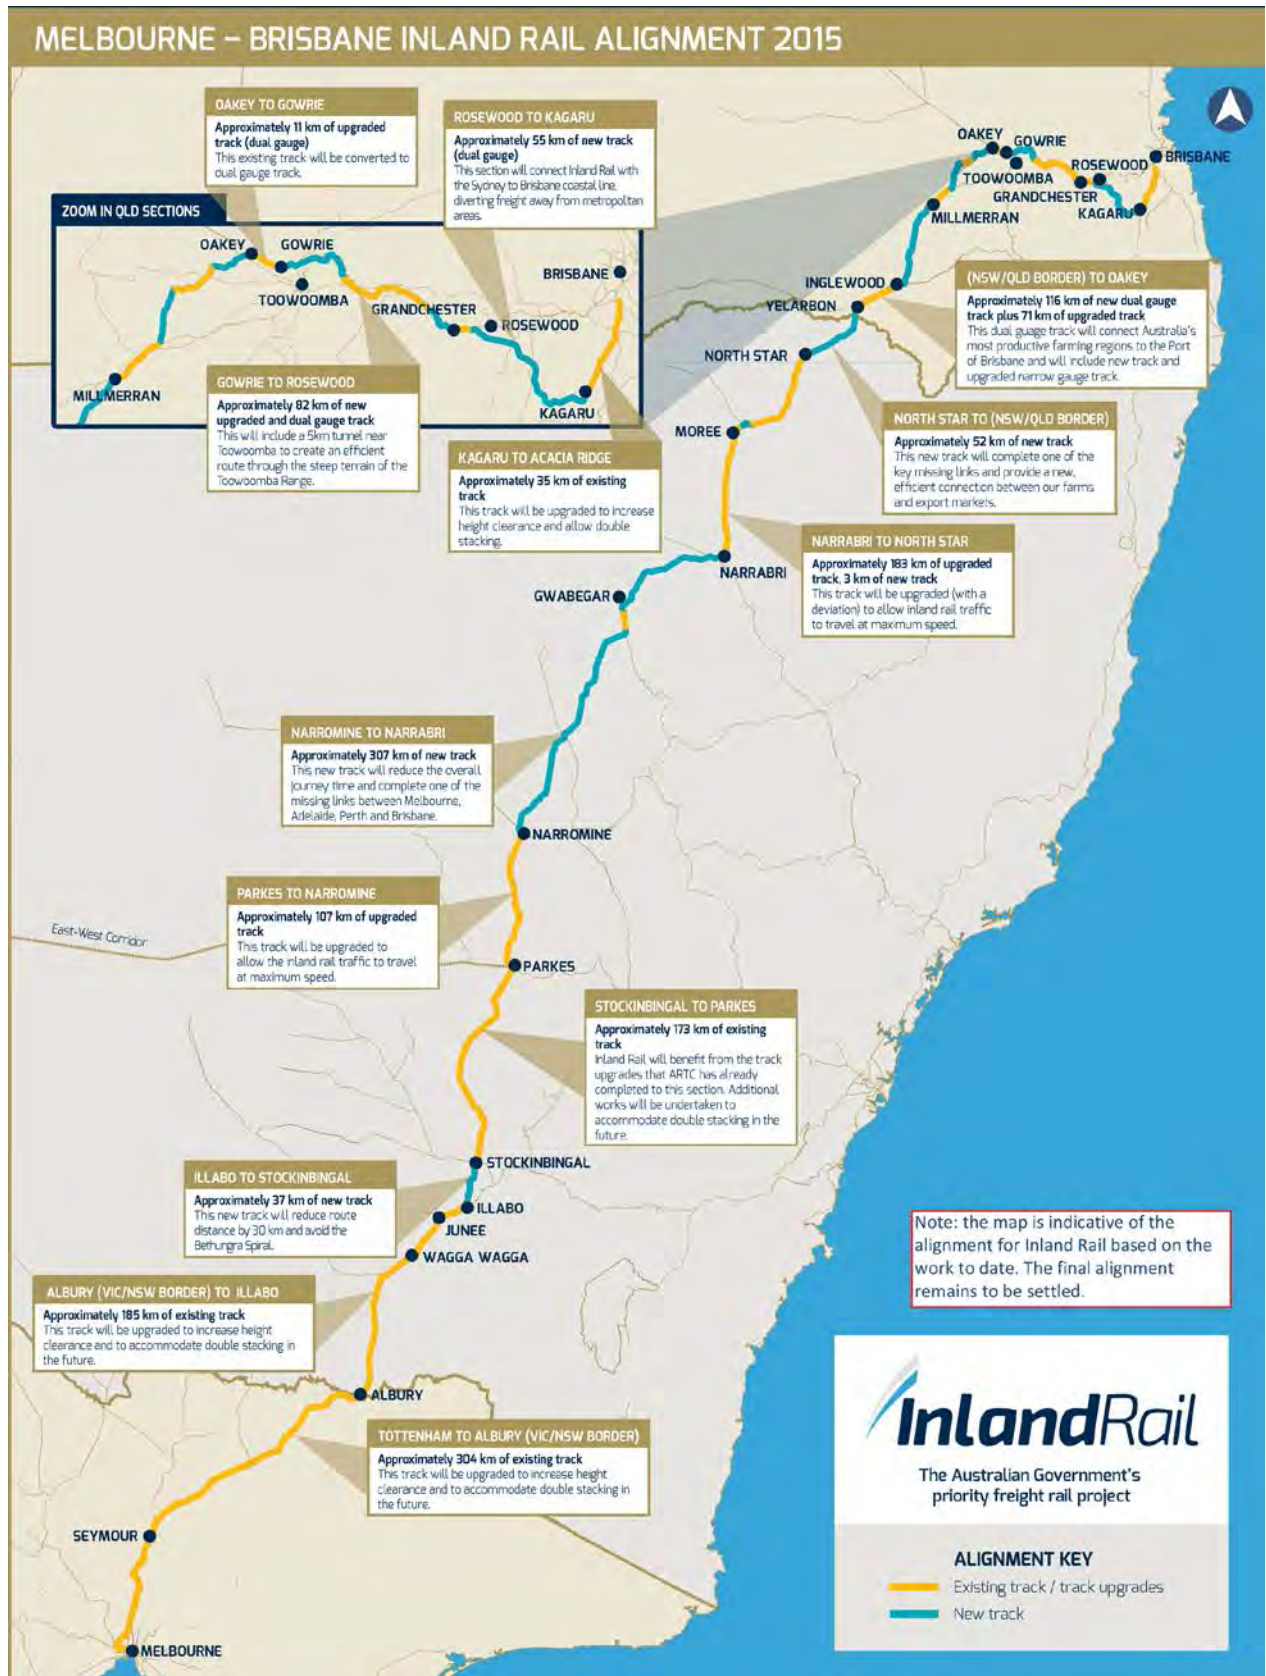 MELBOURNE – BRISBANE INLAND RAIL ALIGNMENT 2015
OAKEY TO GOWRIE
Approximately 11 km of upgraded
track (dual gauge)
This existing track will be converted to
dual gauge track.
ROSEWOOD TO KAGARU
Approximately 55 km of new track
(dual gauge)
This section will connect Inland Rail with
the Sydney to Brisbane coastal line,
diverting freight away from metropolitan
areas.
ZOOM IN QLD SECTIONS
OAKEY
GOWRIE
TOOWOOMBA
GRANDCHESTER
ROSEWOOD
BRISBANE
MILLMERRAN
KAGARU
GOWRIE TO ROSEWOOD
Approximately 82 km of new
upgraded and dual gauge track
This will include a 5km tunnel near
Toowoomba to create an efficient
route through the steep terrain of the
Toowoomba Range.
KAGARU TO ACACIA RIDGE
Approximately 35 km of existing
track
This track will be upgraded to increase
height clearance and allow double
stacking.
OAKEY
GOWRIE
TOOWOOMBA
ROSEWOOD
BRISBANE
GRANDCHESTER
KAGARU
MILLMERRAN
INGLEWOOD
YELARBON
NORTH STAR
MOREE
(NSW/QLD BORDER) TO OAKEY
Approximately 116 km of new dual gauge
track plus 71 km of upgraded track
This dual guage track will connect Australia's
most productive farming regions to the Port
of Brisbane and will include new track and
upgraded narrow gauge track.
NORTH STAR TO (NSW/QLD BORDER)
Approximately 52 km of new track
This new track will complete one of the
key missing links and provide a new,
efficient connection between our farms
and export markets.
NARRABRI TO NORTH STAR
Approximately 183 km of upgraded
track, 3 km of new track
This track will be upgraded (with a
deviation) to allow inland rail traffic
to travel at maximum speed.
NARRABRI
GWABEGAR
NARROMINE TO NARRABRI
Approximately 307 km of new track
This new track will reduce the overall
journey time and complete one of the
missing links between Melbourne,
Adelaide, Perth and Brisbane.
NARROMINE
PARKES TO NARROMINE
Approximately 107 km of upgraded
track
This track will be upgraded to
allow the inland rail traffic to travel
at maximum speed.
East-West Corridor
PARKES
STOCKINBINGAL TO PARKES
Approximately 173 km of existing
track
Inland Rail will benefit from the track
upgrades that ARTC has already
completed to this section. Additional
works will be undertaken to
accommodate double stacking in the
future.
STOCKINBINGAL
ILLABO TO STOCKINBINGAL
Approximately 37 km of new track
This new track will reduce route
distance by 30 km and avoid the
Bethungra Spiral.
ILLABO
JUNEE
WAGGA WAGGA
ALBURY (VIC/NSW BORDER) TO ILLABO
Approximately 185 km of existing track
This track will be upgraded to increase height
clearance and to accommodate double stacking in
the future.
ALBURY
TOTTENHAM TO ALBURY (VIC/NSW BORDER)
Approximately 304 km of existing track
This track will be upgraded to increase height
clearance and to accommodate double stacking in
the future.
SEYMOUR
MELBOURNE
Note: the map is indicative of the
alignment for Inland Rail based on the
work to date. The final alignment
remains to be settled.
InlandRail
The Australian Government's
priority freight rail project
ALIGNMENT KEY
Existing track / track upgrades
New track